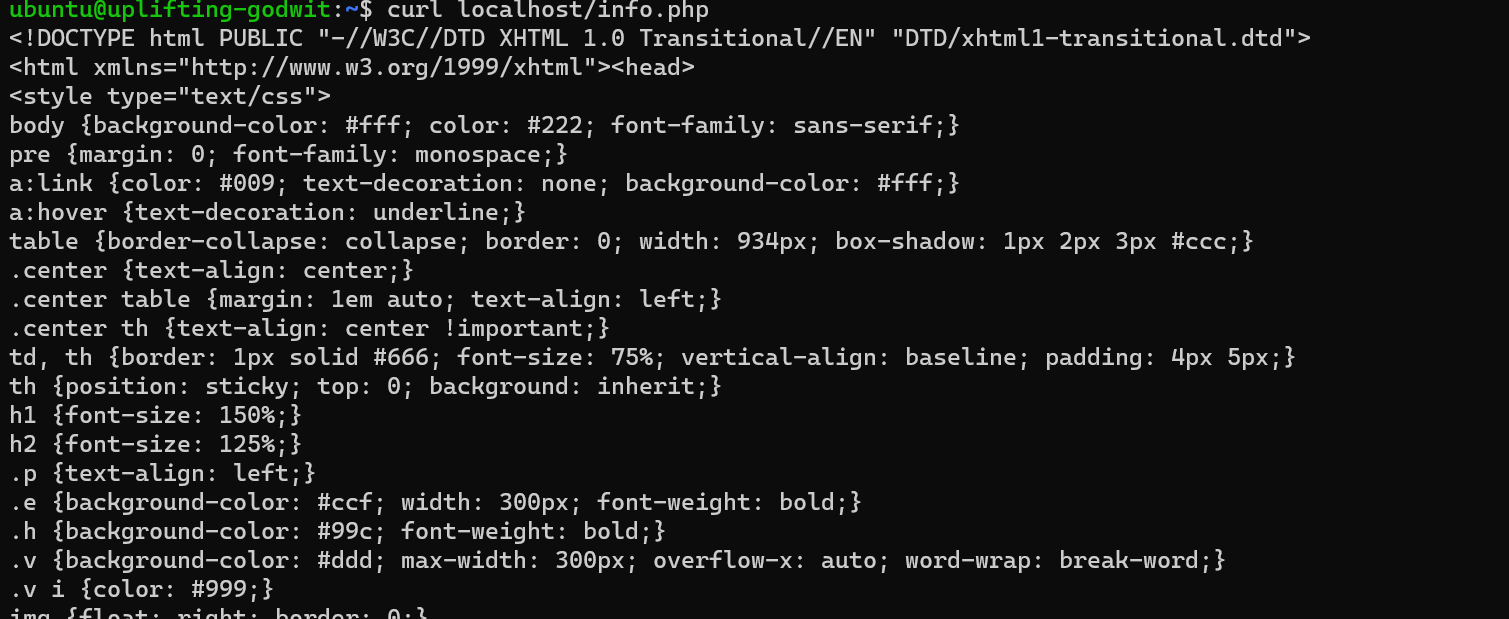 ubuntu@uplifting-godwit:~$ curl localhost/info.php
<!DOCTYPE html PUBLIC "-//W3C//DTD XHTML 1.0 Transitional//EN" "DTD/xhtml1-transitional.dtd">
<html xmlns="http://www.w3.org/1999/xhtml"><head>
<style type="text/css">
body {background-color: #fff; color: #222; font-family: sans-serif;}
pre {margin: 0; font-family: monospace;}
a:link {color: #009; text-decoration: none; background-color: #fff;}
a:hover {text-decoration: underline;}
table {border-collapse: collapse; border: 0; width: 934px; box-shadow: 1px 2px 3px #ccc;}
.center {text-align: center;}
.center table {margin: 1em auto; text-align: left;}
.center th {text-align: center !important;}
td, th {border: 1px solid #666; font-size: 75%; vertical-align: baseline; padding: 4px 5px;}
th {position: sticky; top: 0; background: inherit;}
h1 {font-size: 150%;}
h2 {font-size: 125%;}
.p {text-align: left;}
.e {background-color: #ccf; width: 300px; font-weight: bold;}
.h {background-color: #99c; font-weight: bold;}
.v {background-color: #ddd; max-width: 300px; overflow-x: auto; word-wrap: break-word;}
.v i {color: #999;}
img {float: right; border: 0;}